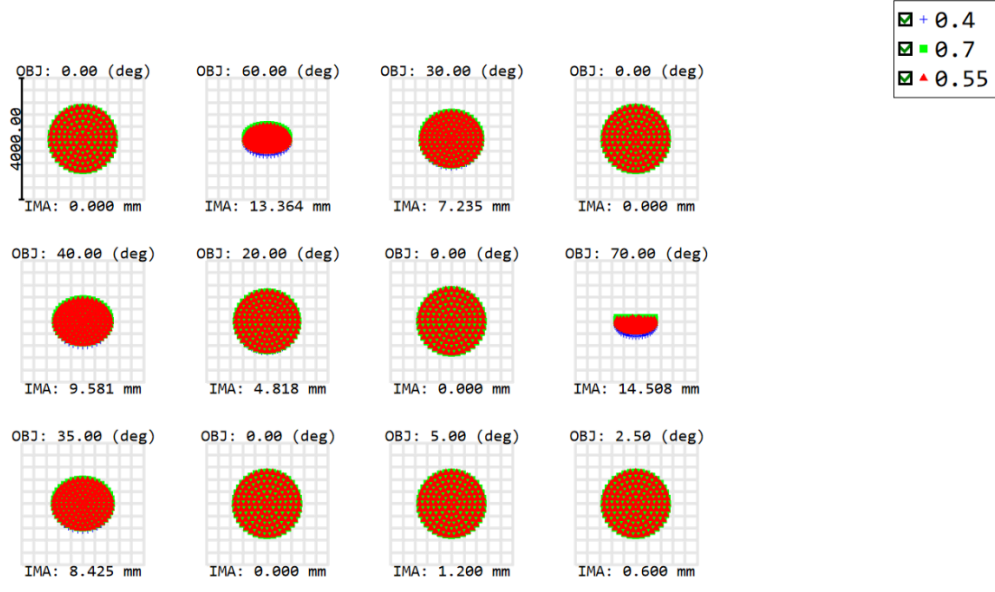 0.4
0.7
0.55
OBJ: 0.00 (deg)
OBJ: 60.00 (deg)
OBJ: 30.00 (deg)
OBJ: 0.00 (deg)
4000.00
IMA: 0.000 mm
IMA: 13.364 mm
IMA: 7.235 mm
IMA: 0.000 mm
OBJ: 40.00 (deg)
OBJ: 20.00 (deg)
OBJ: 0.00 (deg)
OBJ: 70.00 (deg)
IMA: 9.581 mm
IMA: 4.818 mm
IMA: 0.000 mm
IMA: 14.508 mm
OBJ: 35.00 (deg)
OBJ: 0.00 (deg)
OBJ: 5.00 (deg)
OBJ: 2.50 (deg)
IMA: 8.425 mm
IMA: 0.000 mm
IMA: 1.200 mm
IMA: 0.600 mm